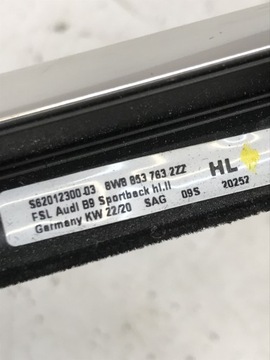 S62012300-03 8W8 853 763 2ZZ HL
FSL Audi B9 Sportback hl.li
Germany KW 22/20 SAG 09S 20252